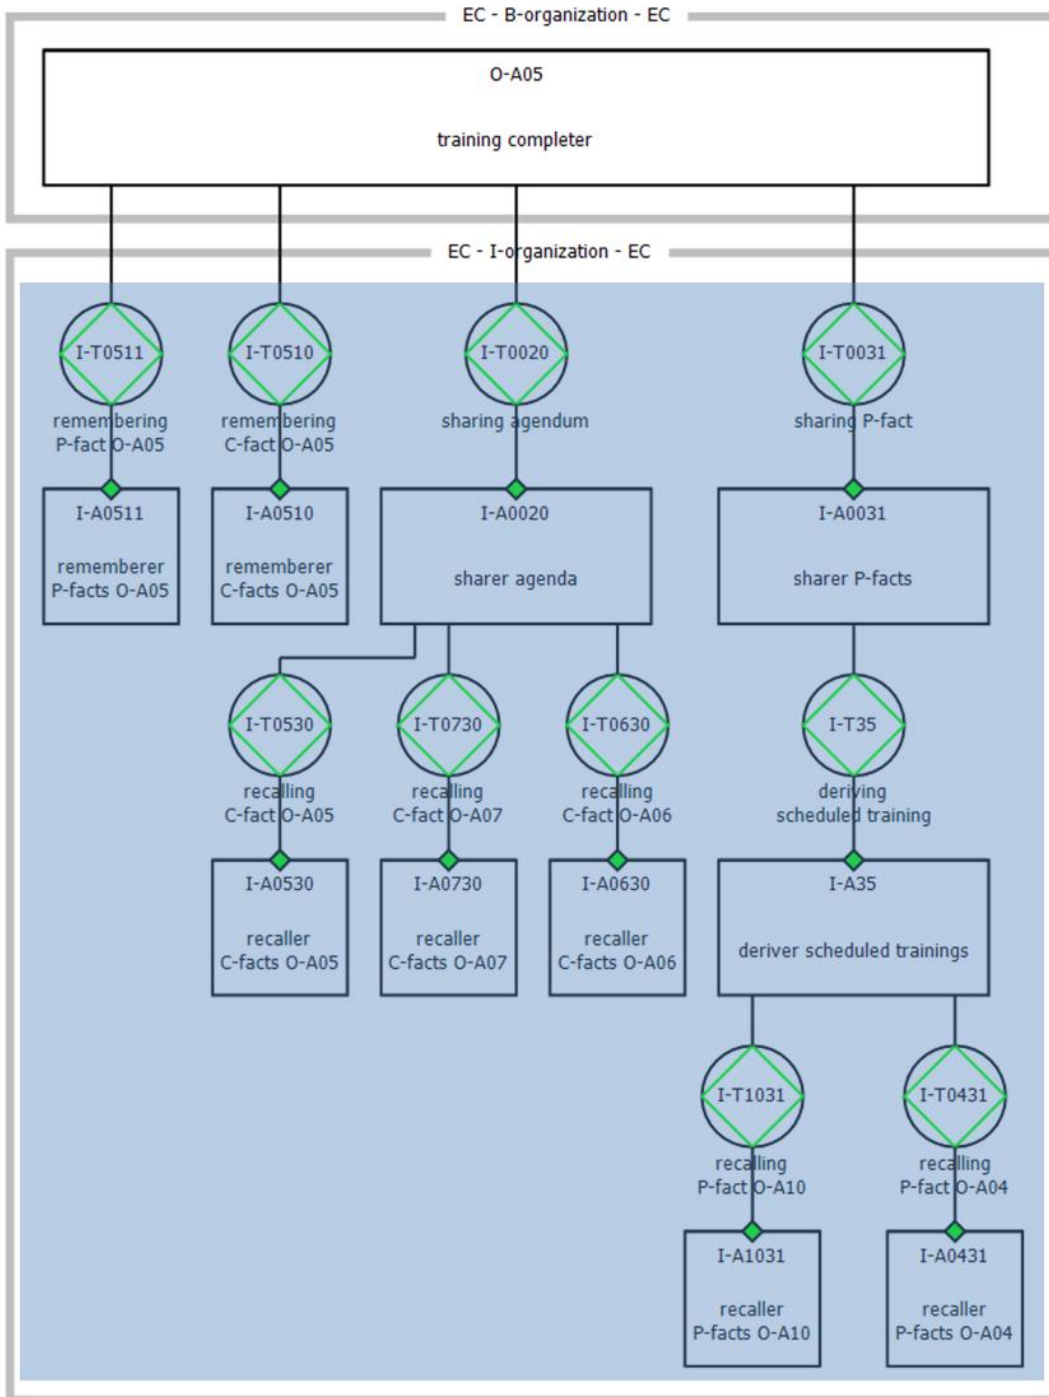 EC - B-organization - EC
O-A05
training completer
EC - I-organization - EC
I-T0511
remembering
P-fact O-A05
I-T0510
remembering
C-fact O-A05
I-T0020
sharing agendum
I-T0031
sharing P-fact
I-A0511
rememberer
P-facts O-A05
I-A0510
rememberer
C-facts O-A05
I-A0020
sharer agenda
I-A0031
sharer P-facts
I-T0530
recalling
C-fact O-A05
I-T0730
recalling
C-fact O-A07
I-T0630
recalling
C-fact O-A06
I-T35
deriving
scheduled training
I-A0530
recaller
C-facts O-A05
I-A0730
recaller
C-facts O-A07
I-A0630
recaller
C-facts O-A06
I-A35
deriver scheduled trainings
I-T1031
recalling
P-fact O-A10
I-T0431
recalling
P-fact O-A04
I-A1031
recaller
P-facts O-A10
I-A0431
recaller
P-facts O-A04